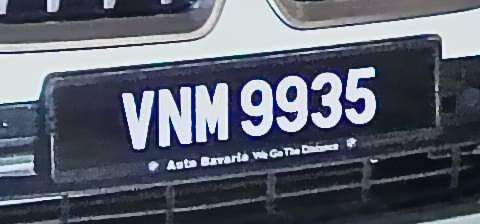 VNM 9935
Auto Bavaria We Go The Distance